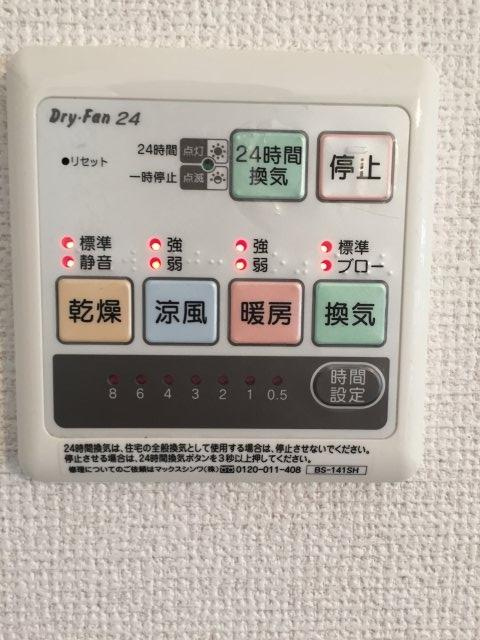 Dry・Fan 24
●リセット
24時間 点灯
一時停止 点滅
24時間
換気
停止
標準 強 強 標準
静音 弱 弱 ブロー
乾燥 涼風 暖房 換気
8 6 4 3 2 1 0.5
時間
設定
24時間換気は、住宅の全般換気として使用する場合は、停止させないでください。
停止させる場合は、24時間換気ボタンを3秒以上押してください。
修理についてのご依頼はマックスシンワ(株) 0120-011-408 BS-141SH